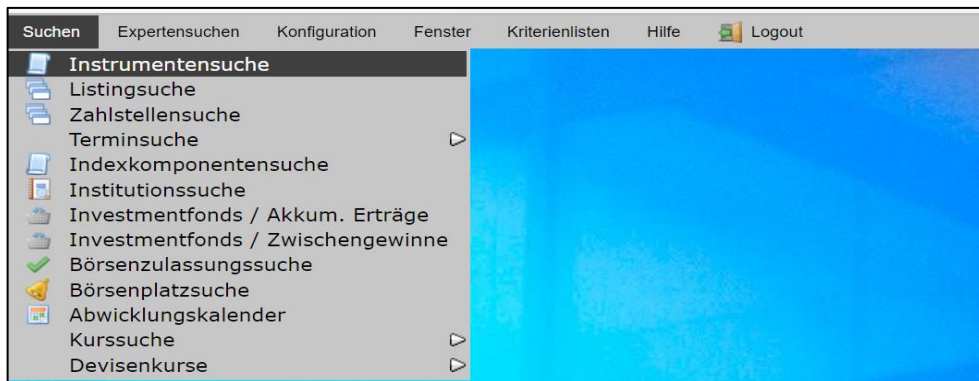 Suchen Expertensuchen Konfiguration Fenster Kriterienlisten Hilfe Logout
Instrumentensuche
Listingsuche
Zahlstellensuche
Terminsuche
Indexkomponentensuche
Institutionssuche
Investmentfonds / Akkum. Erträge
Investmentfonds / Zwischengewinne
Börsenzulassungssuche
Börsenplatzsuche
Abwicklungskalender
Kurssuche
Devisenkurse